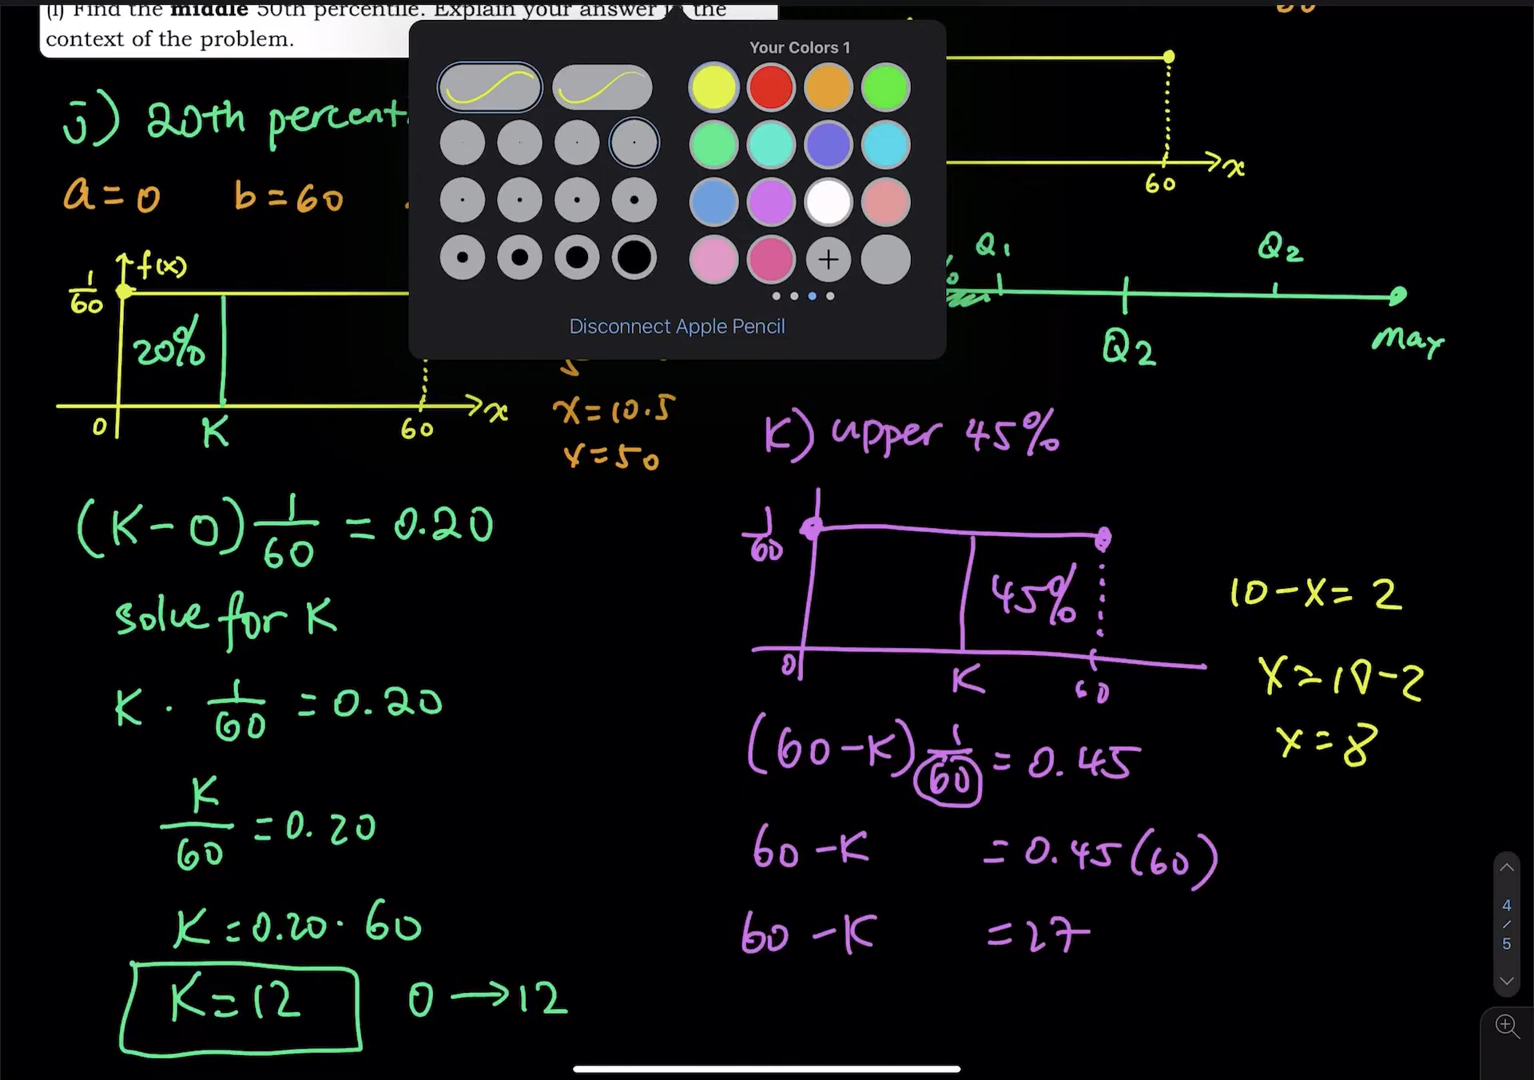 (l) Find the middle 50th percentile. Explain your answer the
context of the problem.
j) 20th percent
a = 0 b = 60
1/60 f(x)
20%
0 K 60 x
x = 10.5
x = 50
(K - 0) 1/60 = 0.20
solve for K
K · 1/60 = 0.20
K/60 = 0.20
K = 0.20 · 60
K = 12 0 → 12
Your Colors 1
+
Disconnect Apple Pencil
60 x
Q1 Q2
Q2 max
K) upper 45%
1/60
45%
0 K 60
(60 - K) 1/60 = 0.45
60 - K = 0.45 (60)
60 - K = 27
10 - x = 2
x = 10 - 2
x = 8
4
/
5